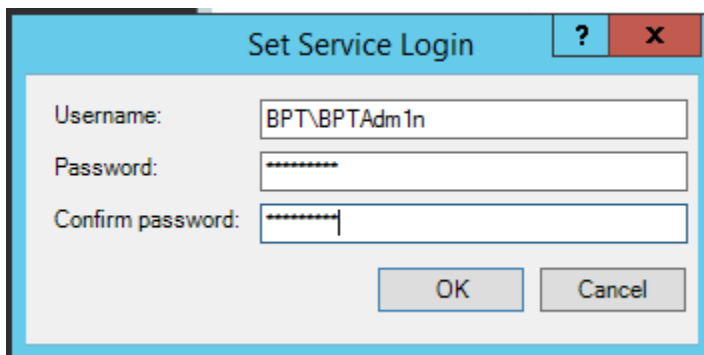 Set Service Login
?
x
Username:
BPT\BPTAdm1n
Password:
*********
Confirm password:
*********
OK
Cancel